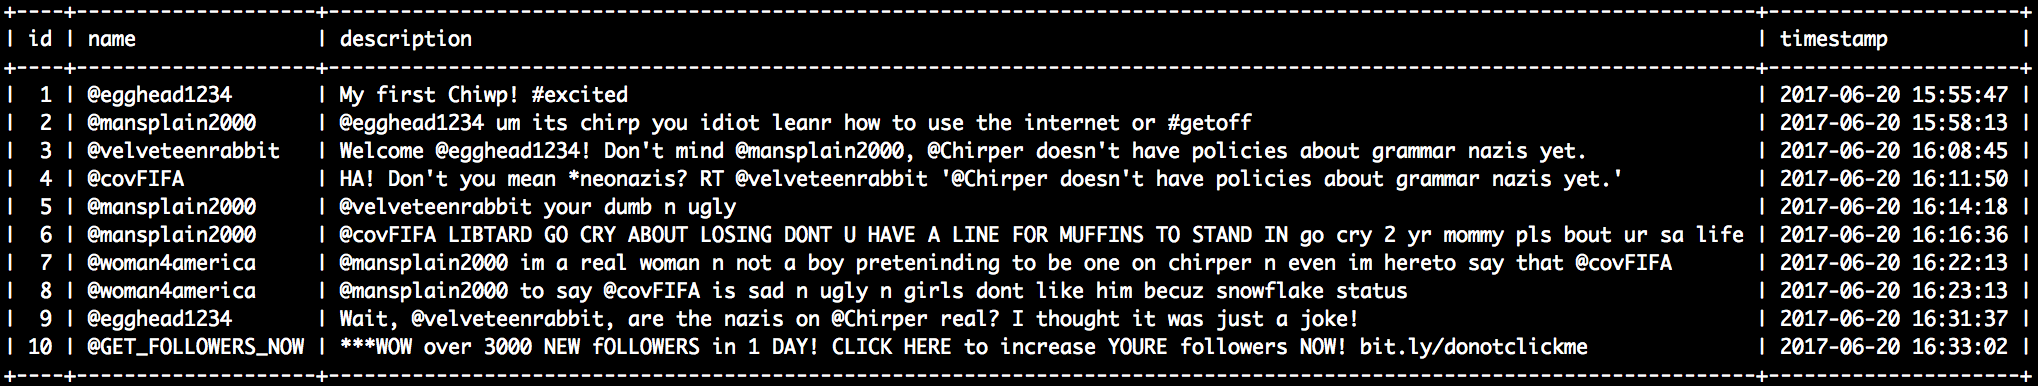 +----+--------------------+------------------------------------------------------------------------------------------------------------------------+---------------------+
| id | name               | description                                                                                                            | timestamp           |
+----+--------------------+------------------------------------------------------------------------------------------------------------------------+---------------------+
|  1 | @egghead1234       | My first Chiwp! #excited                                                                                               | 2017-06-20 15:55:47 |
|  2 | @mansplain2000     | @egghead1234 um its chirp you idiot leanr how to use the internet or #getoff                                           | 2017-06-20 15:58:13 |
|  3 | @velveteenrabbit   | Welcome @egghead1234! Don't mind @mansplain2000, @Chirper doesn't have policies about grammar nazis yet.               | 2017-06-20 16:08:45 |
|  4 | @covFIFA           | HA! Don't you mean *neonazis? RT @velveteenrabbit '@Chirper doesn't have policies about grammar nazis yet.'            | 2017-06-20 16:11:50 |
|  5 | @mansplain2000     | @velveteenrabbit your dumb n ugly                                                                                      | 2017-06-20 16:14:18 |
|  6 | @mansplain2000     | @covFIFA LIBTARD GO CRY ABOUT LOSING DONT U HAVE A LINE FOR MUFFINS TO STAND IN go cry 2 yr mommy pls bout ur sa life | 2017-06-20 16:16:36 |
|  7 | @woman4america     | @mansplain2000 im a real woman n not a boy preteninding to be one on chirper n even im hereto say that @covFIFA        | 2017-06-20 16:22:13 |
|  8 | @woman4america     | @mansplain2000 to say @covFIFA is sad n ugly n girls dont like him becuz snowflake status                              | 2017-06-20 16:23:13 |
|  9 | @egghead1234       | Wait, @velveteenrabbit, are the nazis on @Chirper real? I thought it was just a joke!                                  | 2017-06-20 16:31:37 |
| 10 | @GET_FOLLOWERS_NOW | ***WOW over 3000 NEW fOLLOWERS in 1 DAY! CLICK HERE to increase YOURE followers NOW! bit.ly/donotclickme               | 2017-06-20 16:33:02 |
+----+--------------------+------------------------------------------------------------------------------------------------------------------------+---------------------+